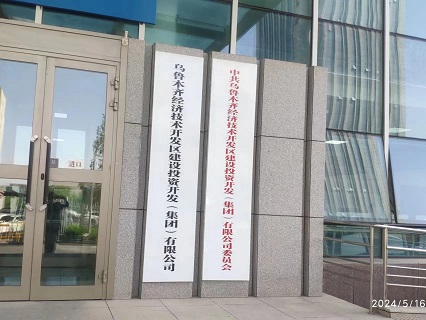 乌鲁木齐经济技术开发区建设投资开发（集团）有限公司
中共乌鲁木齐经济技术开发区建设投资开发（集团）有限公司委员会
进口
2024/5/16